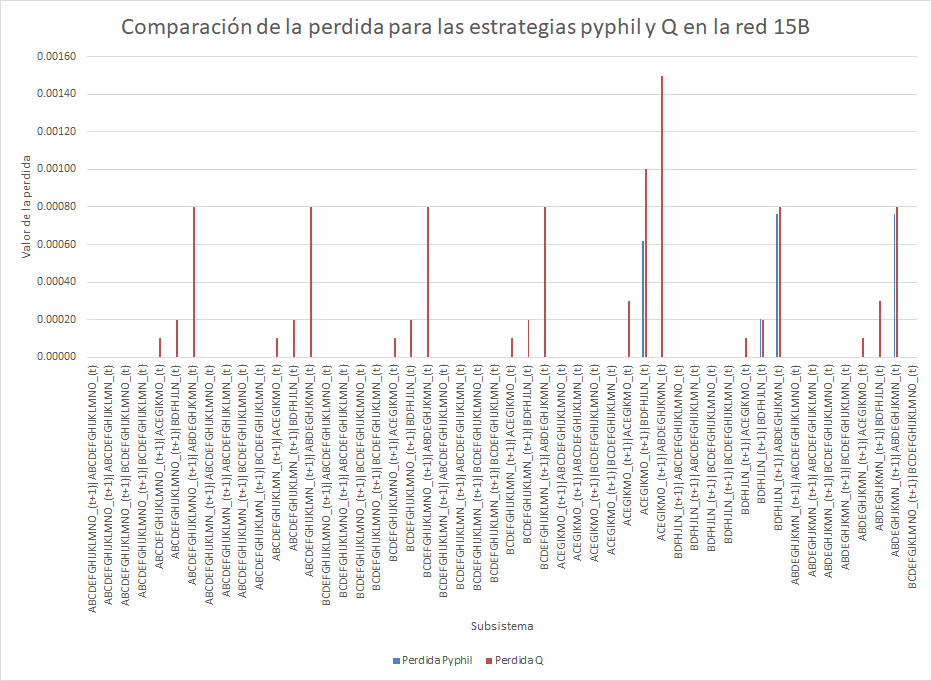 Comparación de la perdida para las estrategias pyphil y Q en la red 15B
Valor de la perdida
0.00160
0.00140
0.00120
0.00100
0.00080
0.00060
0.00040
0.00020
0.00000
ABCDEFGHIJKLMNO_(t+1)| ABCDEFGHIJKLMNO_(t)
ABCDEFGHIJKLMNO_(t+1)| ABCDEFGHIJKLMN_(t)
ABCDEFGHIJKLMNO_(t+1)| BCDEFGHIJKLMNO_(t)
ABCDEFGHIJKLMNO_(t+1)| BCDEFGHIJKLMN_(t)
ABCDEFGHIJKLMNO_(t+1)| ACEGIKMO_(t)
ABCDEFGHIJKLMNO_(t+1)| BDFHJLN_(t)
ABCDEFGHIJKLMNO_(t+1)| ABDEGHJKMN_(t)
ABCDEFGHIJKLMN_(t+1)| ABCDEFGHIJKLMNO_(t)
ABCDEFGHIJKLMN_(t+1)| ABCDEFGHIJKLMN_(t)
ABCDEFGHIJKLMN_(t+1)| BCDEFGHIJKLMNO_(t)
ABCDEFGHIJKLMN_(t+1)| BCDEFGHIJKLMN_(t)
ABCDEFGHIJKLMN_(t+1)| ACEGIKMO_(t)
ABCDEFGHIJKLMN_(t+1)| BDFHJLN_(t)
ABCDEFGHIJKLMN_(t+1)| ABDEGHJKMN_(t)
BCDEFGHIJKLMNO_(t+1)| ABCDEFGHIJKLMNO_(t)
BCDEFGHIJKLMNO_(t+1)| ABCDEFGHIJKLMN_(t)
BCDEFGHIJKLMNO_(t+1)| BCDEFGHIJKLMNO_(t)
BCDEFGHIJKLMNO_(t+1)| BCDEFGHIJKLMN_(t)
BCDEFGHIJKLMNO_(t+1)| ACEGIKMO_(t)
BCDEFGHIJKLMNO_(t+1)| BDFHJLN_(t)
BCDEFGHIJKLMNO_(t+1)| ABDEGHJKMN_(t)
BCDEFGHIJKLMN_(t+1)| ABCDEFGHIJKLMNO_(t)
BCDEFGHIJKLMN_(t+1)| ABCDEFGHIJKLMN_(t)
BCDEFGHIJKLMN_(t+1)| BCDEFGHIJKLMNO_(t)
BCDEFGHIJKLMN_(t+1)| BCDEFGHIJKLMN_(t)
BCDEFGHIJKLMN_(t+1)| ACEGIKMO_(t)
BCDEFGHIJKLMN_(t+1)| BDFHJLN_(t)
BCDEFGHIJKLMN_(t+1)| ABDEGHJKMN_(t)
ACEGIKMO_(t+1)| ABCDEFGHIJKLMNO_(t)
ACEGIKMO_(t+1)| ABCDEFGHIJKLMN_(t)
ACEGIKMO_(t+1)| BCDEFGHIJKLMNO_(t)
ACEGIKMO_(t+1)| BCDEFGHIJKLMN_(t)
ACEGIKMO_(t+1)| ACEGIKMO_(t)
ACEGIKMO_(t+1)| BDFHJLN_(t)
ACEGIKMO_(t+1)| ABDEGHJKMN_(t)
BDFHJLN_(t+1)| ABCDEFGHIJKLMNO_(t)
BDFHJLN_(t+1)| ABCDEFGHIJKLMN_(t)
BDFHJLN_(t+1)| BCDEFGHIJKLMNO_(t)
BDFHJLN_(t+1)| BCDEFGHIJKLMN_(t)
BDFHJLN_(t+1)| ACEGIKMO_(t)
BDFHJLN_(t+1)| BDFHJLN_(t)
BDFHJLN_(t+1)| ABDEGHJKMN_(t)
ABDEGHJKMN_(t+1)| ABCDEFGHIJKLMNO_(t)
ABDEGHJKMN_(t+1)| ABCDEFGHIJKLMN_(t)
ABDEGHJKMN_(t+1)| BCDEFGHIJKLMNO_(t)
ABDEGHJKMN_(t+1)| BCDEFGHIJKLMN_(t)
ABDEGHJKMN_(t+1)| ACEGIKMO_(t)
ABDEGHJKMN_(t+1)| BDFHJLN_(t)
ABDEGHJKMN_(t+1)| ABDEGHJKMN_(t)
Subsistema
Perdida Pyphil Perdida Q